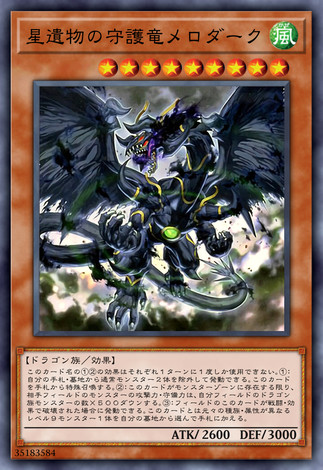 星遺物の守護竜メロダーク
風
【ドラゴン族／効果】
このカード名の①②の効果はそれぞれ１ターンに１度しか使用できない。①：
自分の手札・墓地から通常モンスター２体を除外して発動できる。このカード
を手札から特殊召喚する。②：このカードがモンスターゾーンに存在する限り、
相手フィールドのモンスターの攻撃力・守備力は、自分フィールドのドラゴン
族モンスターの数×５００ダウンする。③：フィールドのこのカードが戦闘・効
果で破壊された場合に発動できる。このカードとは元々の種族・属性が異なる
レベル９モンスター１体を自分の墓地から選んで手札に加える。
ATK/ 2600 DEF/3000
35183584